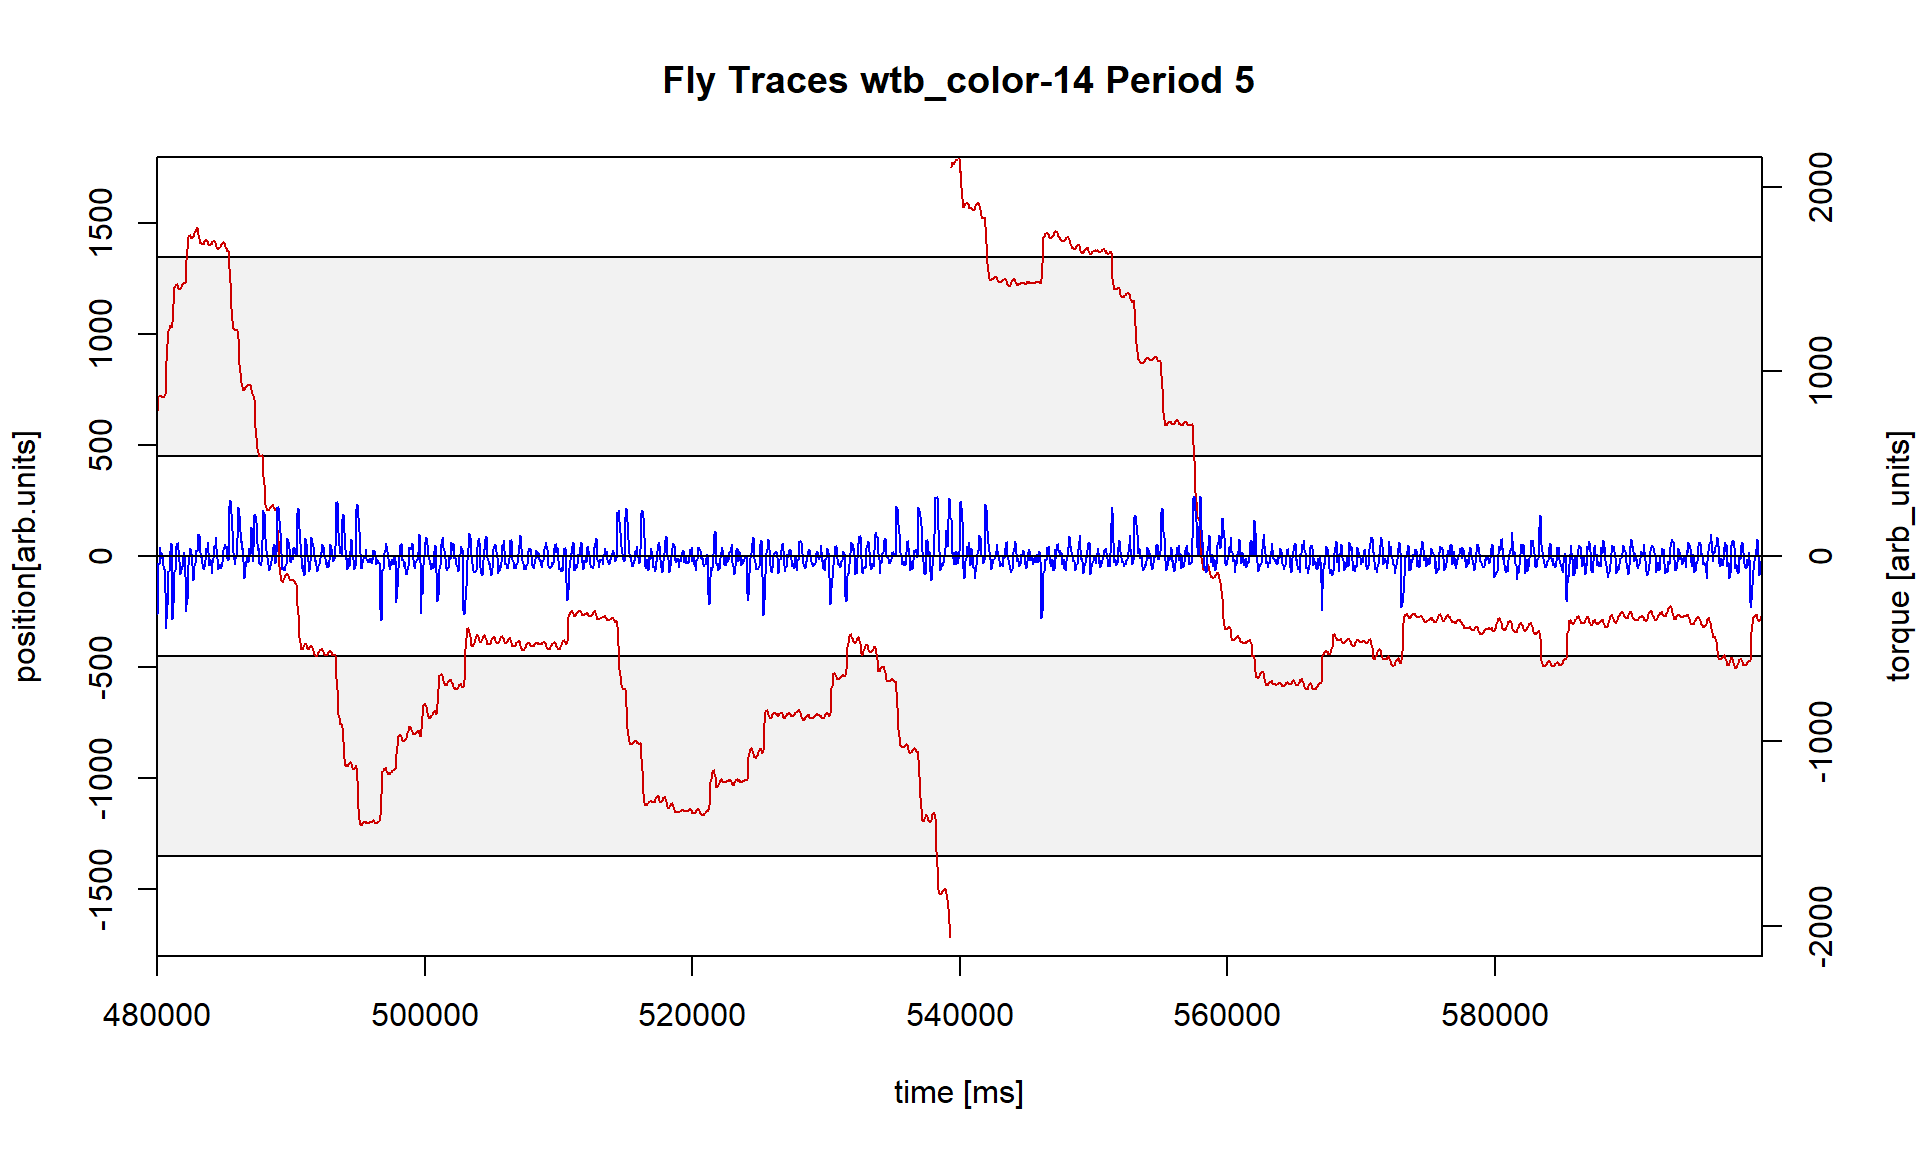 Fly Traces wtb_color-14 Period 5
position[arb.units]
1500
1000
500
0
-500
-1000
-1500
2000
1000
0
-1000
-2000
torque [arb_units]
480000 500000 520000 540000 560000 580000
time [ms]